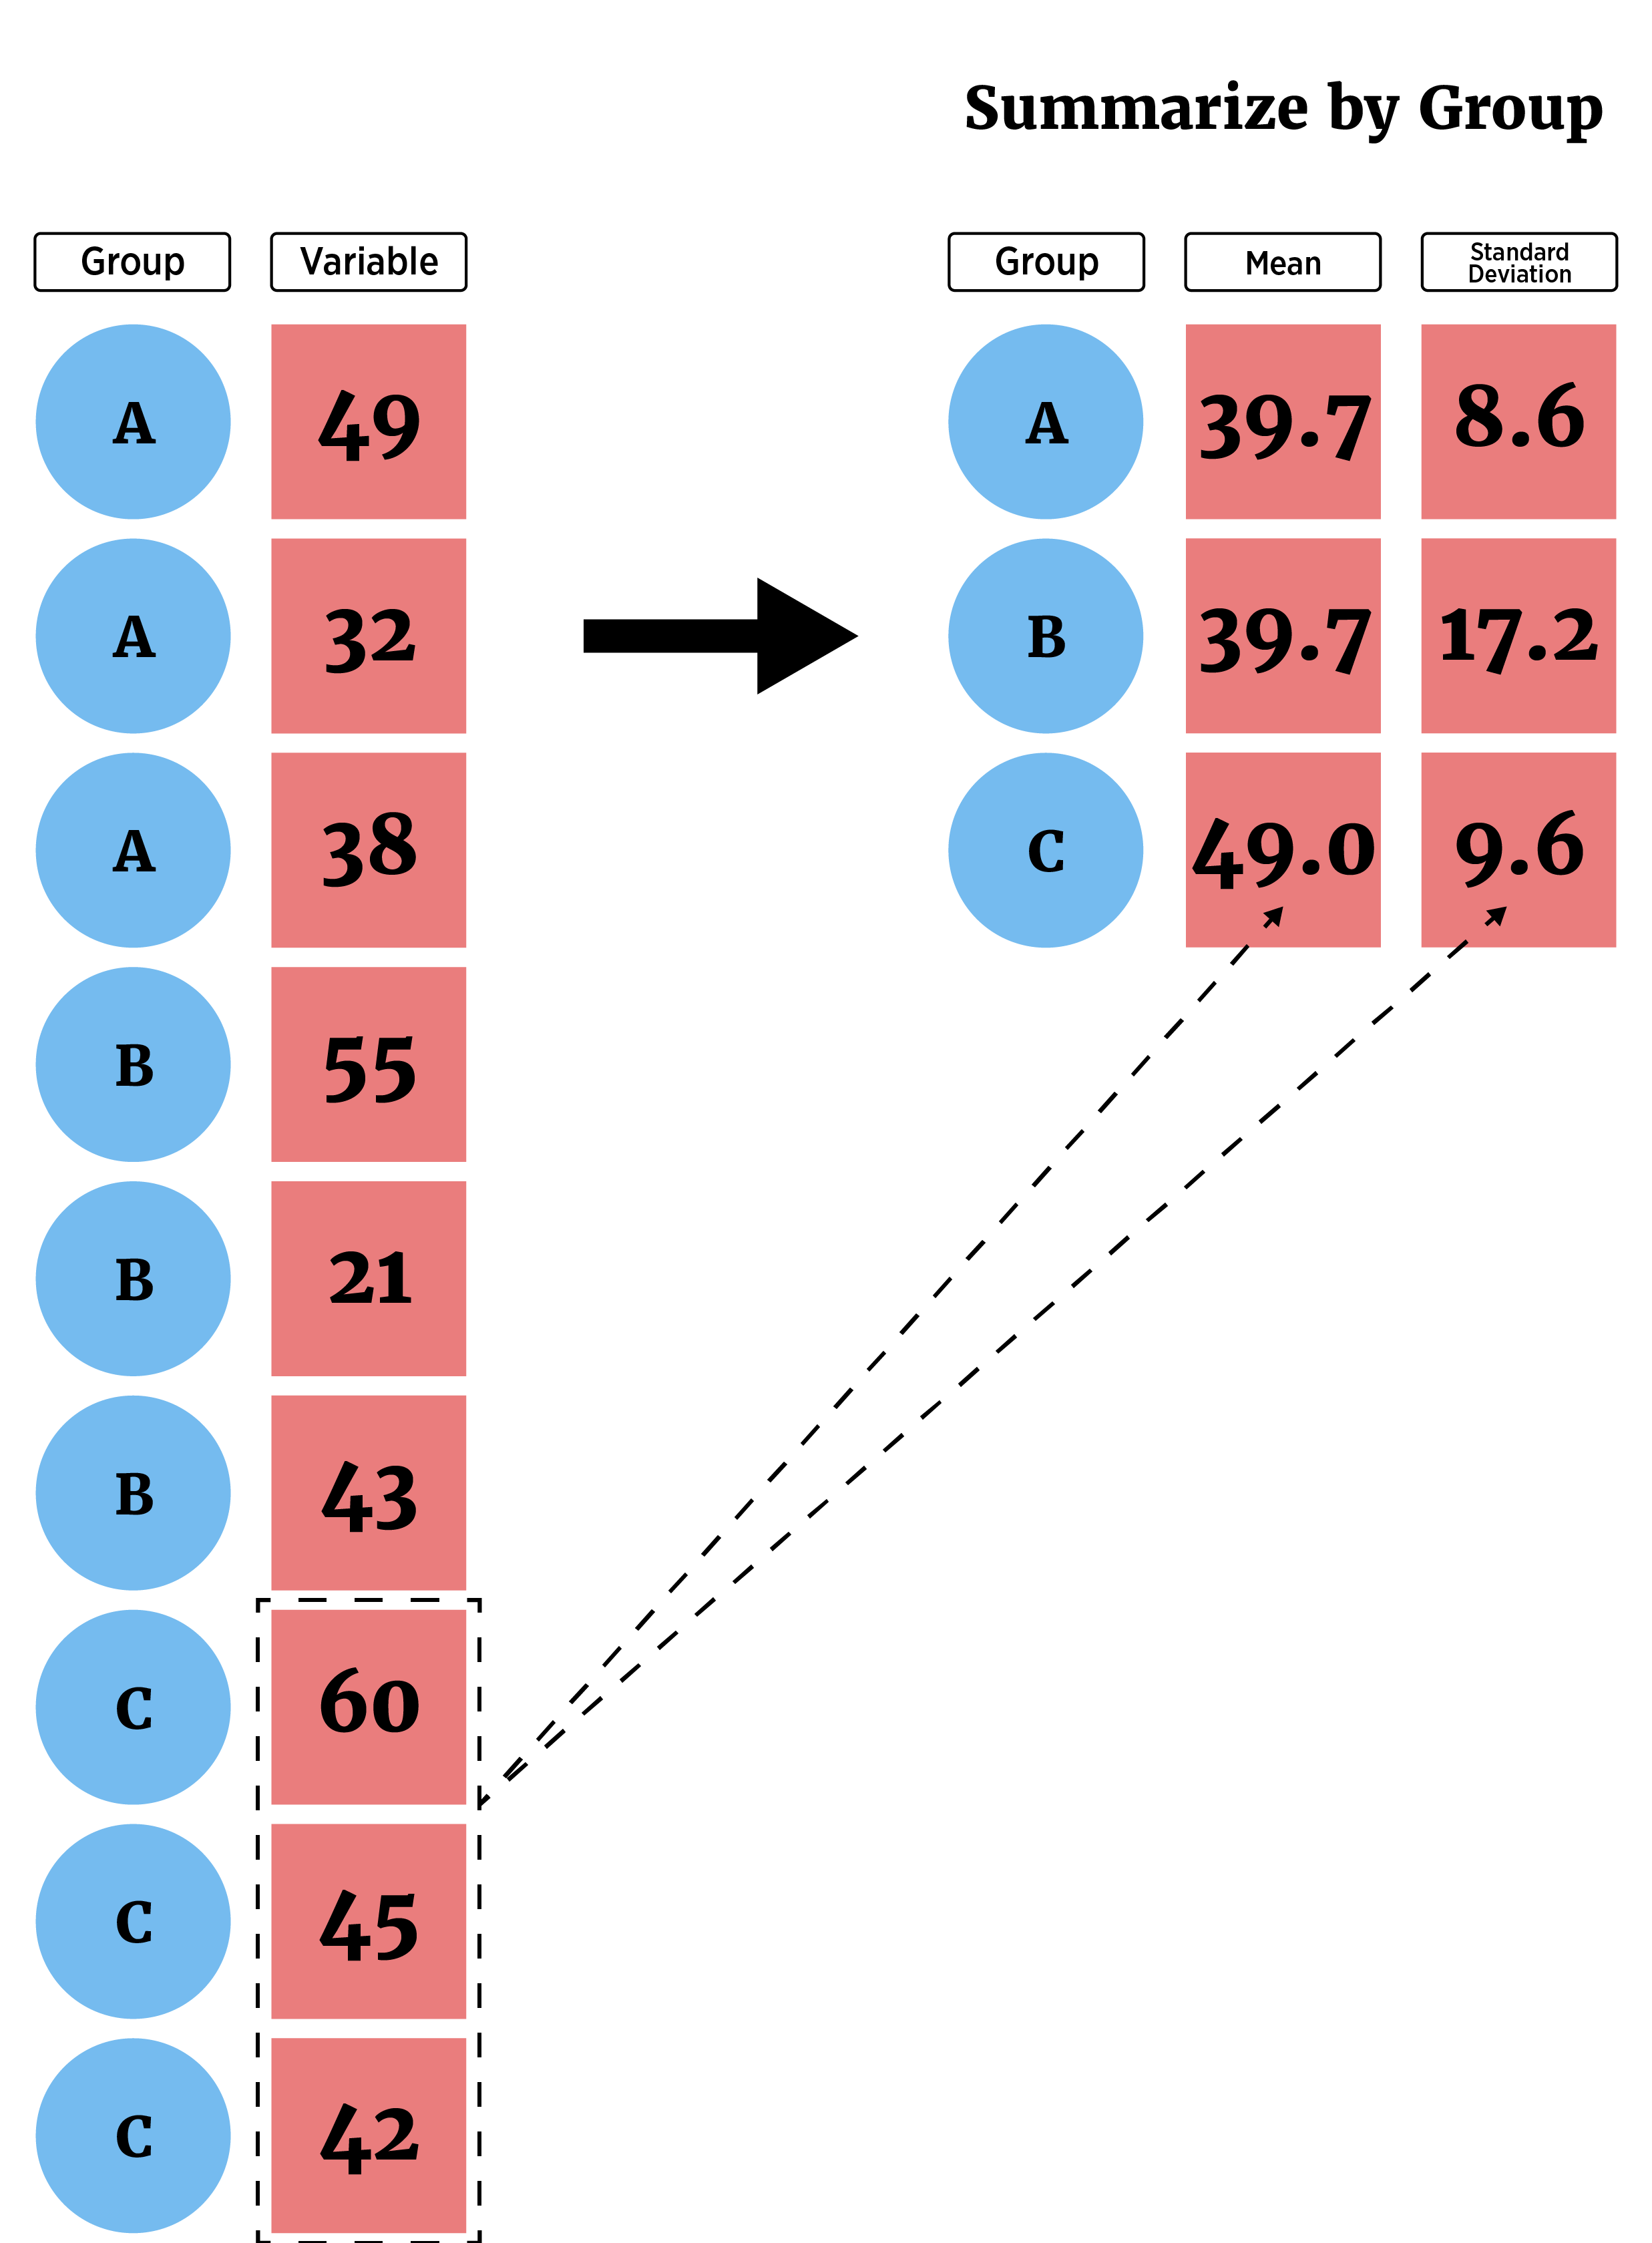 Summarize by Group
Group Variable Group Mean Standard Deviation
A 49 A 39.7 8.6
A 32 B 39.7 17.2
A 38 C 49.0 9.6
B 55
B 21
B 43
C 60
C 45
C 42